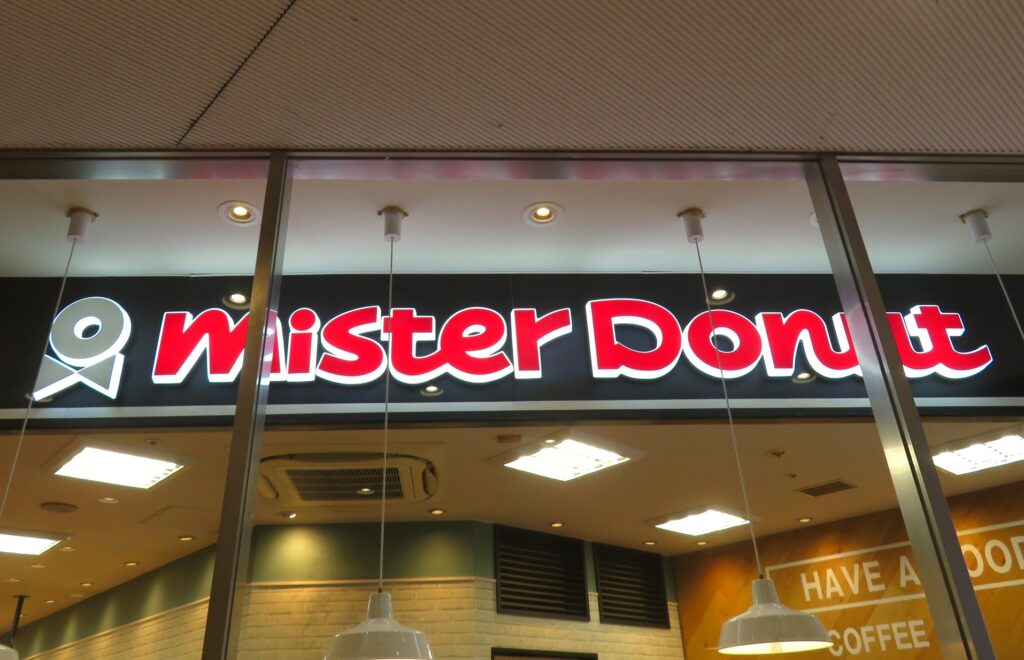 mister Donut
HAVE A
COFFEE